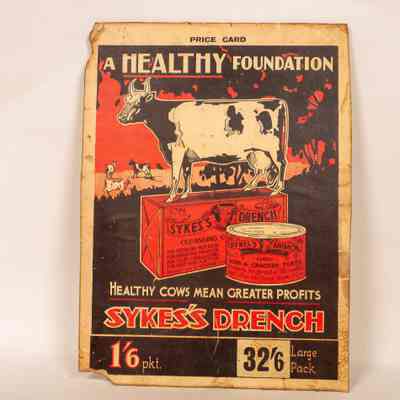 PRICE CARD
A HEALTHY FOUNDATION
SYKES'S DRENCH
SYKES'S DRENCH
HEALTHY COWS MEAN GREATER PROFITS
SYKES'S DRENCH
1'6 pkt. 32'6 Large
Pack